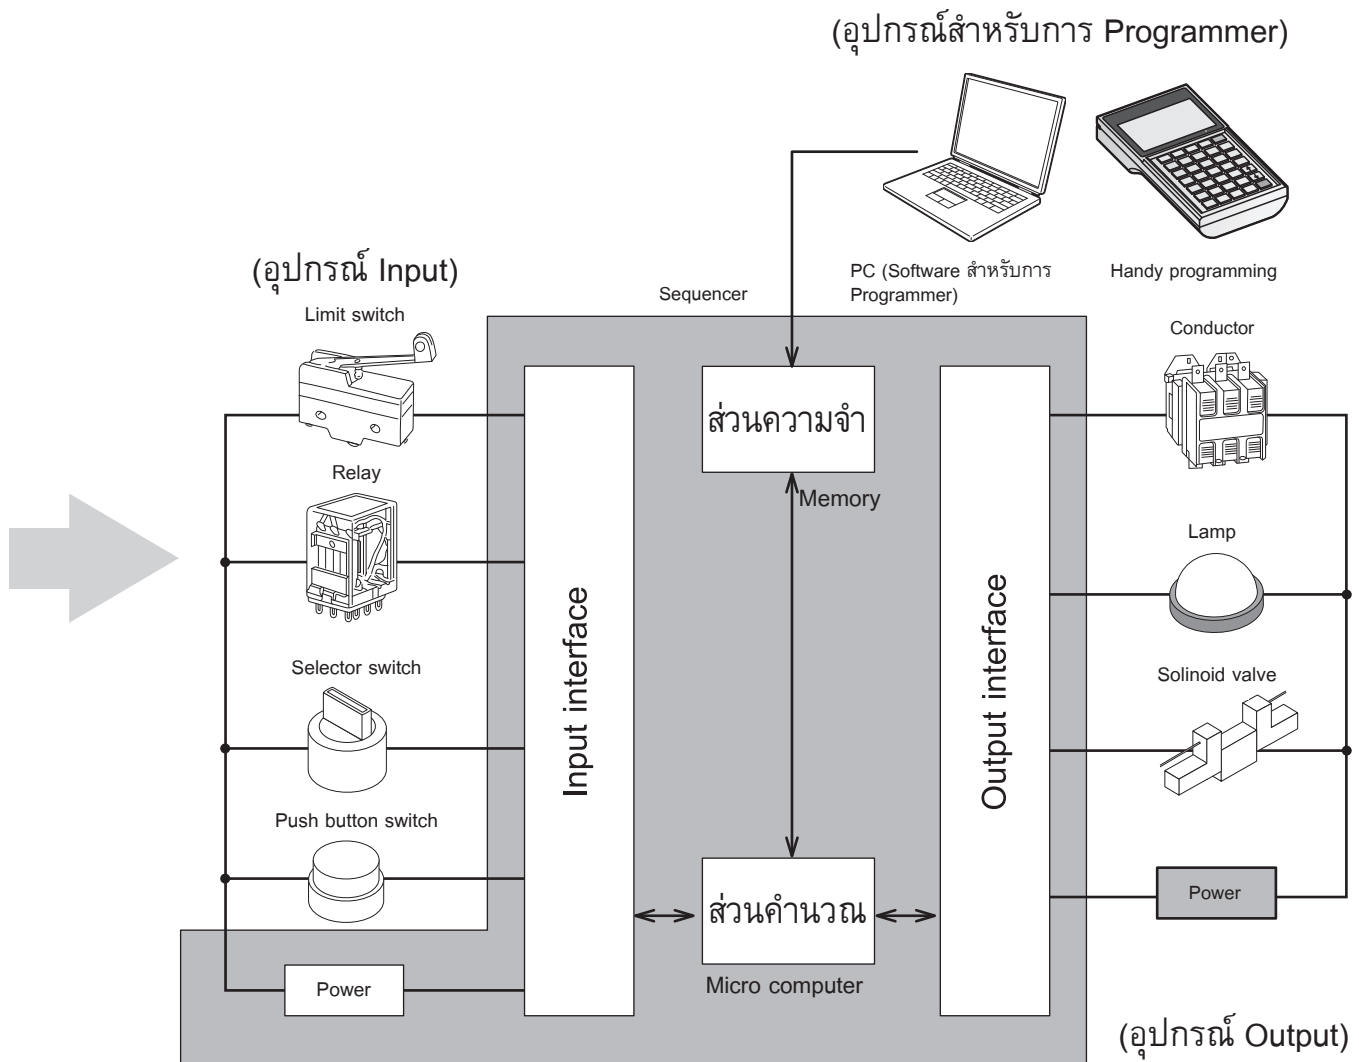 (อุปกรณ์สำหรับการ Programmer)
PC (Software สำหรับการ
Programmer)
Handy programming
(อุปกรณ์ Input)
Sequencer
Limit switch
Conductor
ส่วนความจำ
Relay
Memory
Lamp
Input interface
Output interface
Selector switch
Solinoid valve
Push button switch
ส่วนคำนวณ
Power
Micro computer
Power
(อุปกรณ์ Output)